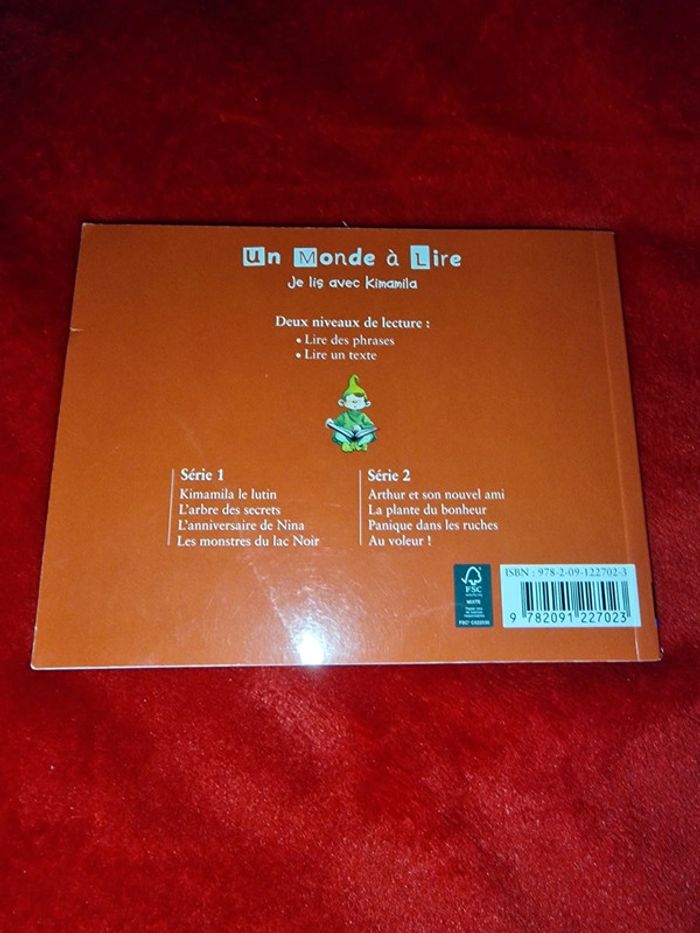 Un Monde à Lire
Je lis avec Kimamila
Deux niveaux de lecture :
• Lire des phrases
• Lire un texte
Série 1
Kimamila le lutin
L'arbre des secrets
L'anniversaire de Nina
Les monstres du lac Noir
Série 2
Arthur et son nouvel ami
La plante du bonheur
Panique dans les ruches
Au voleur !
FSC
MIXTE
ISBN : 978-2-09-122702-3
9 782091 227023